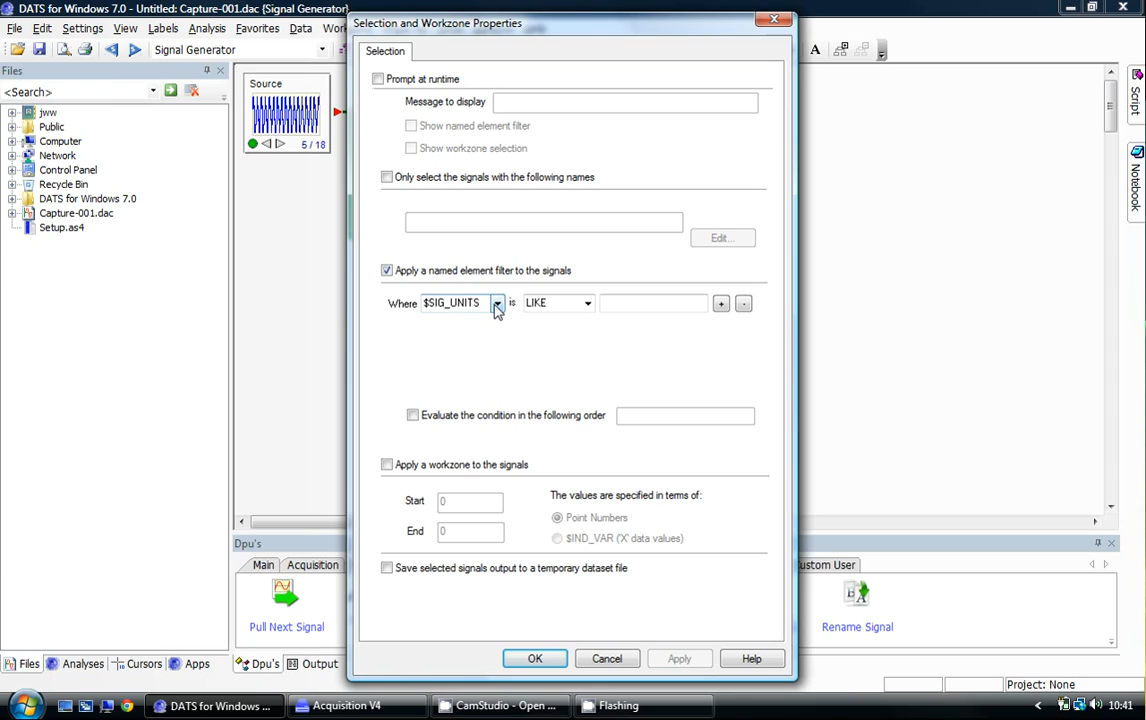 DATS for Windows 7.0 - Untitled: Capture-001.dac {Signal Generator}
File Edit Settings View Labels Analysis Favorites Data
Signal Generator
A
Files
<Search>
jww
Public
Computer
Network
Control Panel
Recycle Bin
DATS for Windows 7.0
Capture-001.dac
Setup.as4
Source
5 / 18
Selection and Workzone Properties
Selection
Prompt at runtime
Message to display
Show named element filter
Show workzone selection
Only select the signals with the following names
Edit...
Apply a named element filter to the signals
Where $SIG_UNITS is LIKE + -
Evaluate the condition in the following order
Apply a workzone to the signals
Start 0
End 0
The values are specified in terms of:
Point Numbers
$IND_VAR ('X' data values)
Save selected signals output to a temporary dataset file
OK Cancel Apply Help
Script
Notebook
Dpu's
Main Acquisition
Custom User
Pull Next Signal
Rename Signal
Files Analyses Cursors Apps
Dpu's Output
Project: None
DATS for Windows ... Acquisition V4 CamStudio - Open ... Flashing
10:41